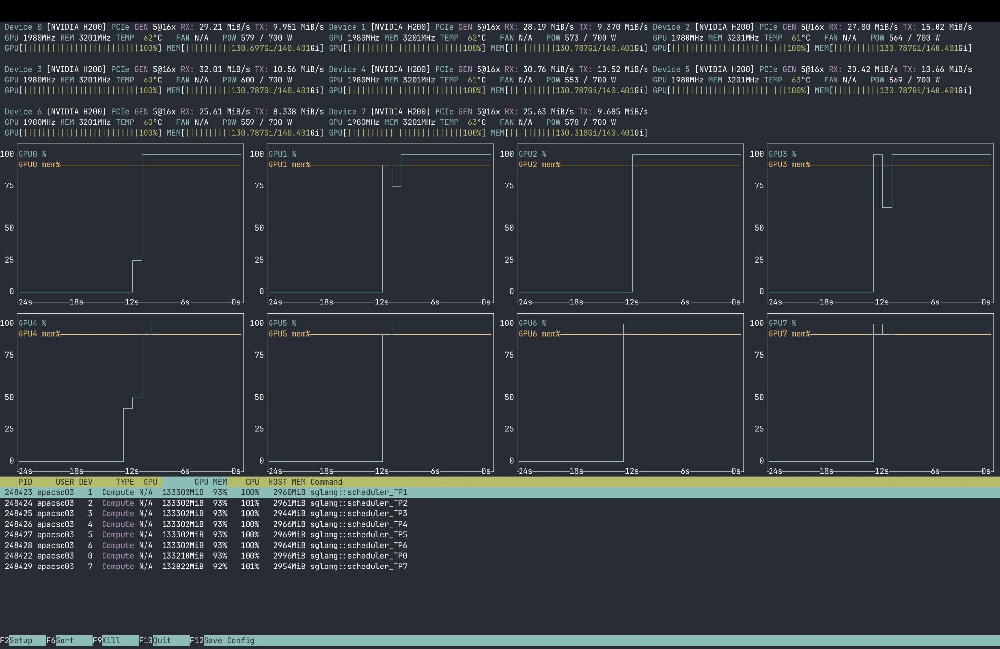 Device 0 [NVIDIA H200] PCIe GEN 5@16x RX: 29.21 MiB/s TX: 9.951 MiB/s Device 1 [NVIDIA H200] PCIe GEN 5@16x RX: 28.19 MiB/s TX: 9.370 MiB/s Device 2 [NVIDIA H200] PCIe GEN 5@16x RX: 27.80 MiB/s TX: 15.02 MiB/s
GPU 1980MHz MEM 3201MHz TEMP 62°C FAN N/A POW 579 / 700 W GPU 1980MHz MEM 3201MHz TEMP 62°C FAN N/A POW 573 / 700 W GPU 1980MHz MEM 3201MHz TEMP 61°C FAN N/A POW 564 / 700 W
GPU[|||||||||||||||||||||||||100%] MEM[||||||||||130.697Gi/140.401Gi] GPU[|||||||||||||||||||||||||100%] MEM[||||||||||130.787Gi/140.401Gi] GPU[|||||||||||||||||||||||||100%] MEM[||||||||||130.787Gi/140.401Gi]
Device 3 [NVIDIA H200] PCIe GEN 5@16x RX: 32.01 MiB/s TX: 10.56 MiB/s Device 4 [NVIDIA H200] PCIe GEN 5@16x RX: 30.76 MiB/s TX: 10.52 MiB/s Device 5 [NVIDIA H200] PCIe GEN 5@16x RX: 30.42 MiB/s TX: 10.66 MiB/s
GPU 1980MHz MEM 3201MHz TEMP 60°C FAN N/A POW 600 / 700 W GPU 1980MHz MEM 3201MHz TEMP 61°C FAN N/A POW 553 / 700 W GPU 1980MHz MEM 3201MHz TEMP 63°C FAN N/A POW 569 / 700 W
GPU[|||||||||||||||||||||||||100%] MEM[||||||||||130.787Gi/140.401Gi] GPU[|||||||||||||||||||||||||100%] MEM[||||||||||130.787Gi/140.401Gi] GPU[|||||||||||||||||||||||||100%] MEM[||||||||||130.787Gi/140.401Gi]
Device 6 [NVIDIA H200] PCIe GEN 5@16x RX: 25.61 MiB/s TX: 8.338 MiB/s Device 7 [NVIDIA H200] PCIe GEN 5@16x RX: 25.63 MiB/s TX: 9.685 MiB/s
GPU 1980MHz MEM 3201MHz TEMP 60°C FAN N/A POW 559 / 700 W GPU 1980MHz MEM 3201MHz TEMP 63°C FAN N/A POW 578 / 700 W
GPU[|||||||||||||||||||||||||100%] MEM[||||||||||130.787Gi/140.401Gi] GPU[|||||||||||||||||||||||||100%] MEM[||||||||||130.318Gi/140.401Gi]
100 GPU0 % 100 GPU1 % 100 GPU2 % 100 GPU3 %
GPU0 mem% GPU1 mem% GPU2 mem% GPU3 mem%
75 75 75 75
50 50 50 50
25 25 25 25
0 0 0 0
24s 18s 12s 6s 0s 24s 18s 12s 6s 0s 24s 18s 12s 6s 0s 24s 18s 12s 6s 0s
100 GPU4 % 100 GPU5 % 100 GPU6 % 100 GPU7 %
GPU4 mem% GPU5 mem% GPU6 mem% GPU7 mem%
75 75 75 75
50 50 50 50
25 25 25 25
0 0 0 0
24s 18s 12s 6s 0s 24s 18s 12s 6s 0s 24s 18s 12s 6s 0s 24s 18s 12s 6s 0s
PID USER DEV TYPE GPU GPU MEM CPU HOST MEM Command
248423 apacsc03 1 Compute N/A 133302MiB 93% 100% 2960MiB sglang::scheduler_TP1
248424 apacsc03 2 Compute N/A 133302MiB 93% 101% 2961MiB sglang::scheduler_TP2
248425 apacsc03 3 Compute N/A 133302MiB 93% 100% 2944MiB sglang::scheduler_TP3
248426 apacsc03 4 Compute N/A 133302MiB 93% 100% 2966MiB sglang::scheduler_TP4
248427 apacsc03 5 Compute N/A 133302MiB 93% 100% 2969MiB sglang::scheduler_TP5
248428 apacsc03 6 Compute N/A 133302MiB 93% 100% 2964MiB sglang::scheduler_TP6
248422 apacsc03 0 Compute N/A 133210MiB 93% 100% 2996MiB sglang::scheduler_TP0
248429 apacsc03 7 Compute N/A 132822MiB 92% 101% 2954MiB sglang::scheduler_TP7
F2Setup F6Sort F9Kill F10Quit F12Save Config